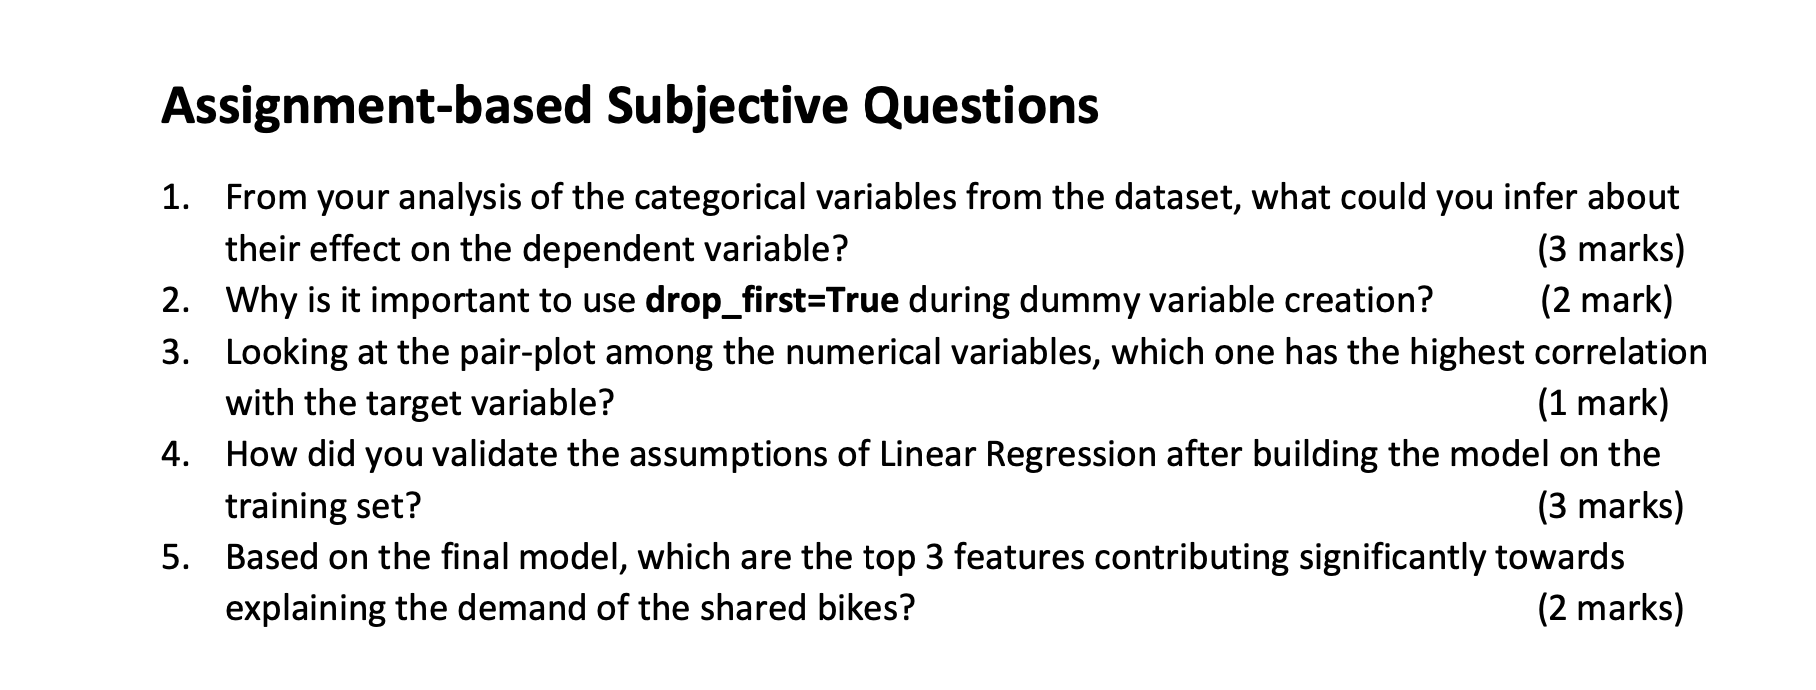 Assignment-based Subjective Questions
1. From your analysis of the categorical variables from the dataset, what could you infer about
their effect on the dependent variable? (3 marks)
2. Why is it important to use drop_first=True during dummy variable creation? (2 mark)
3. Looking at the pair-plot among the numerical variables, which one has the highest correlation
with the target variable? (1 mark)
4. How did you validate the assumptions of Linear Regression after building the model on the
training set? (3 marks)
5. Based on the final model, which are the top 3 features contributing significantly towards
explaining the demand of the shared bikes? (2 marks)